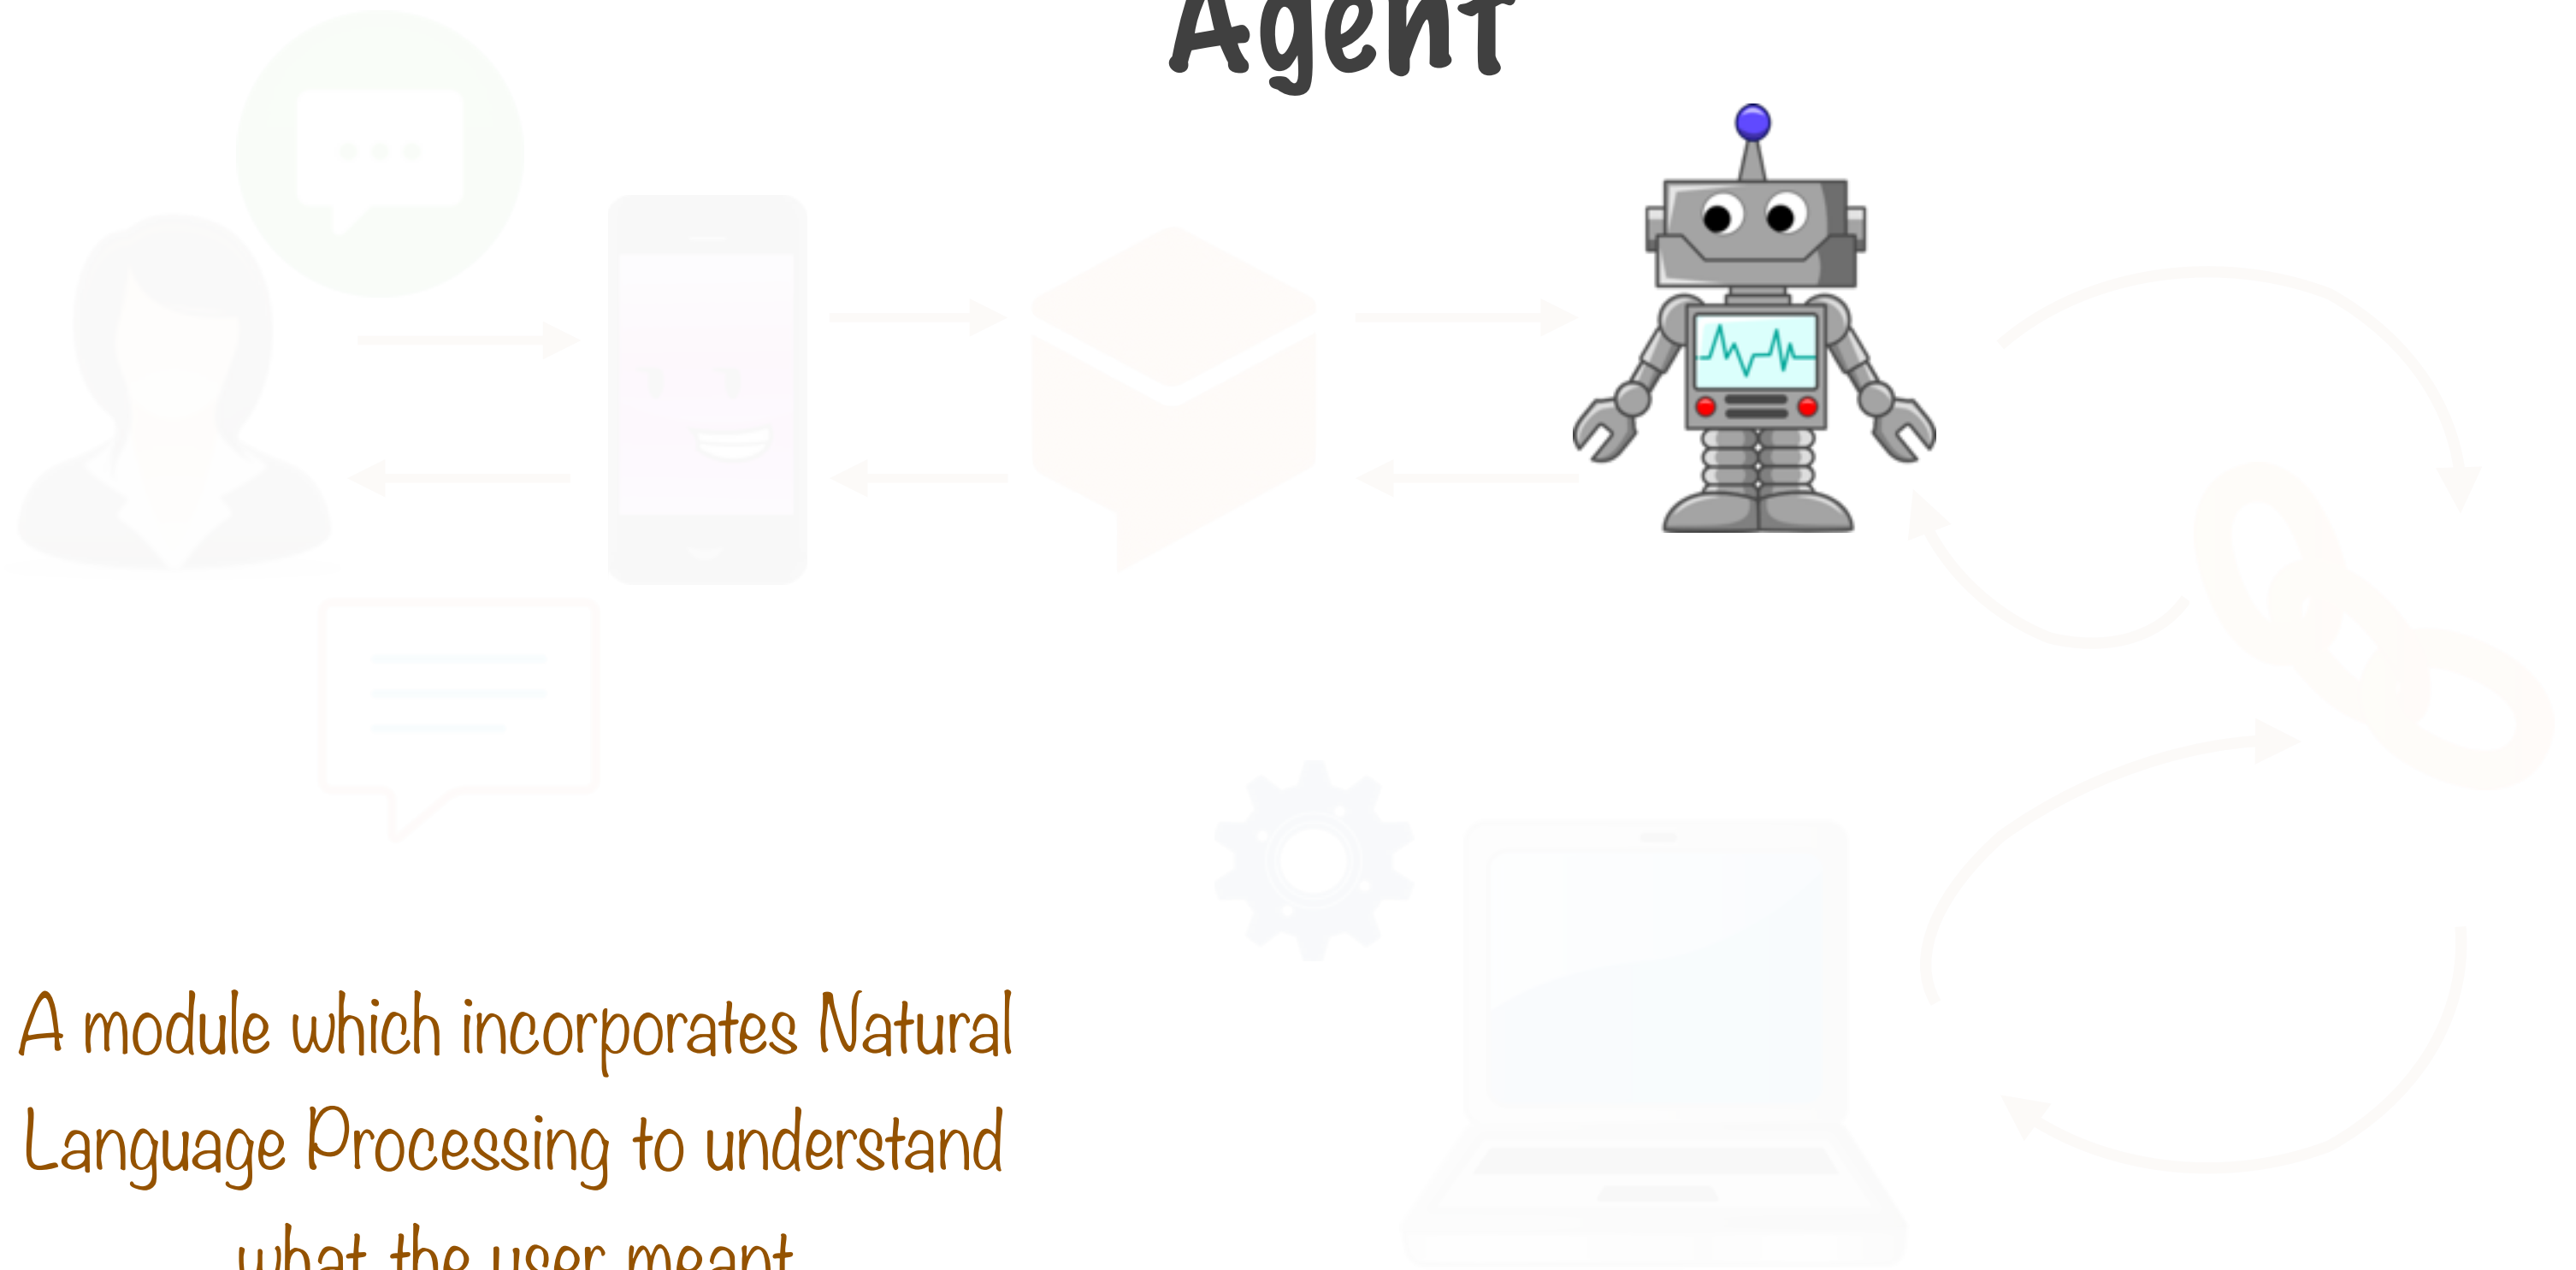 Agent
A module which incorporates Natural
Language Processing to understand
what the user meant